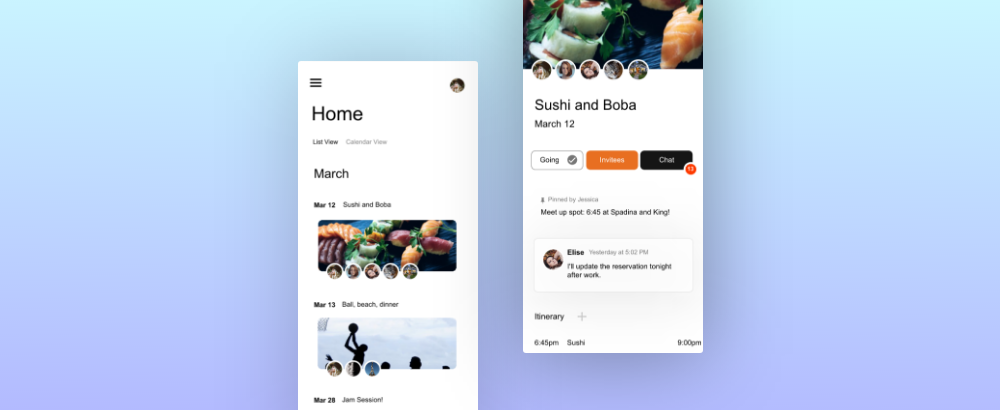 Home
List View Calendar View
March
Mar 12 Sushi and Boba
Mar 13 Ball, beach, dinner
Mar 28 Jam Session!
Sushi and Boba
March 12
Going Invitees Chat
13
Pinned by Jessica
Meet up spot: 6:45 at Spadina and King!
Elise Yesterday at 5:02 PM
I'll update the reservation tonight
after work.
Itinerary
6:45pm Sushi 9:00pm